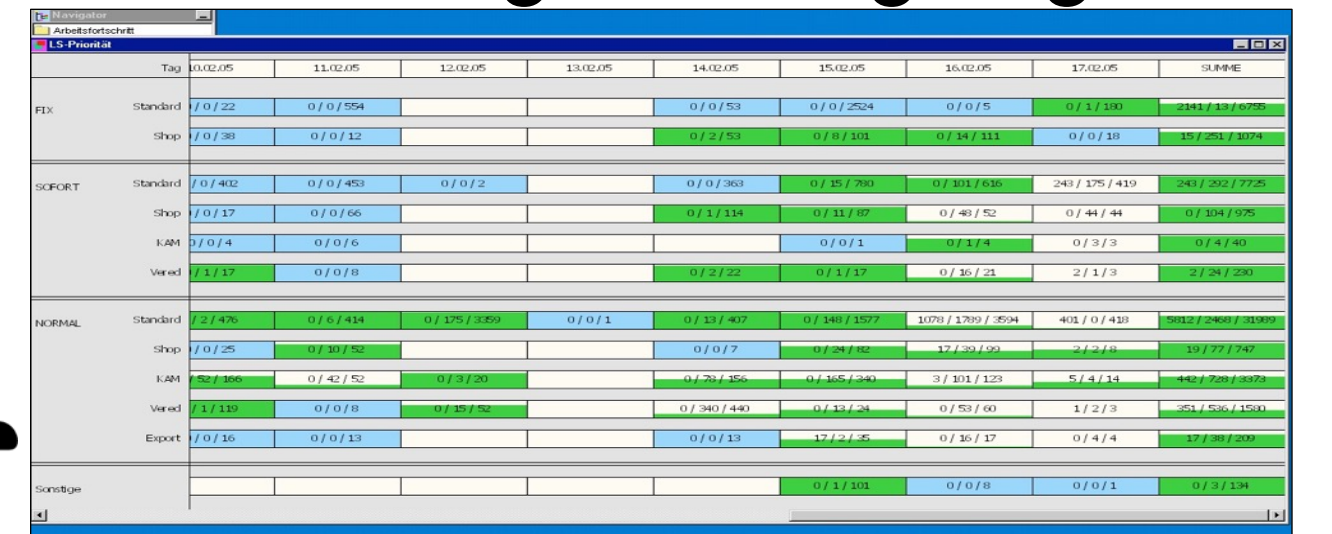 Navigator
Arbeitsfortschritt
LS-Priorität
Tag 10.02.05 11.02.05 12.02.05 13.02.05 14.02.05 15.02.05 16.02.05 17.02.05 SUMME
FIX Standard / 0 / 22 0 / 0 / 554 0 / 0 / 53 0 / 0 / 2524 0 / 0 / 5 0 / 1 / 180 2141 / 13 / 6755
Shop / 0 / 38 0 / 0 / 12 0 / 2 / 53 0 / 8 / 101 0 / 14 / 111 0 / 0 / 18 15 / 251 / 1074
SOFORT Standard / 0 / 402 0 / 0 / 453 0 / 0 / 2 0 / 0 / 363 0 / 15 / 780 0 / 101 / 616 243 / 175 / 419 243 / 292 / 7725
Shop / 0 / 17 0 / 0 / 66 0 / 1 / 114 0 / 11 / 87 0 / 48 / 52 0 / 44 / 44 0 / 104 / 975
KAM 0 / 0 / 4 0 / 0 / 6 0 / 0 / 1 0 / 1 / 4 0 / 3 / 3 0 / 4 / 40
Vered / 1 / 17 0 / 0 / 8 0 / 2 / 22 0 / 1 / 17 0 / 16 / 21 2 / 1 / 3 2 / 24 / 230
NORMAL Standard / 2 / 476 0 / 6 / 414 0 / 175 / 3359 0 / 0 / 1 0 / 13 / 407 0 / 148 / 1577 1078 / 1789 / 3594 401 / 0 / 418 5812 / 2468 / 31989
Shop / 0 / 25 0 / 10 / 52 0 / 0 / 7 0 / 24 / 82 17 / 39 / 99 2 / 2 / 8 19 / 77 / 747
KAM / 52 / 166 0 / 42 / 52 0 / 3 / 20 0 / 78 / 156 0 / 165 / 340 3 / 101 / 123 5 / 4 / 14 442 / 728 / 3373
Vered / 1 / 119 0 / 0 / 8 0 / 15 / 52 0 / 340 / 440 0 / 13 / 24 0 / 53 / 60 1 / 2 / 3 351 / 536 / 1580
Export / 0 / 16 0 / 0 / 13 0 / 0 / 13 17 / 2 / 35 0 / 16 / 17 0 / 4 / 4 17 / 38 / 209
Sonstige 0 / 1 / 101 0 / 0 / 8 0 / 0 / 1 0 / 3 / 134